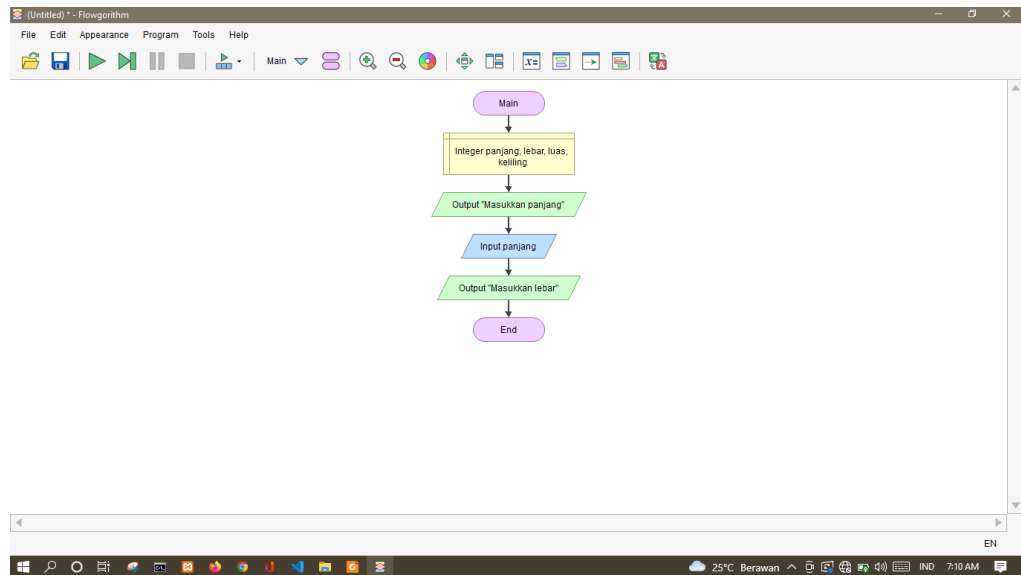 (Untitled) * - Flowgorithm
File Edit Appearance Program Tools Help
Main
Main
Integer panjang, lebar, luas,
keliling
Output "Masukkan panjang"
Input panjang
Output "Masukkan lebar"
End
EN
25°C Berawan IND 7:10 AM